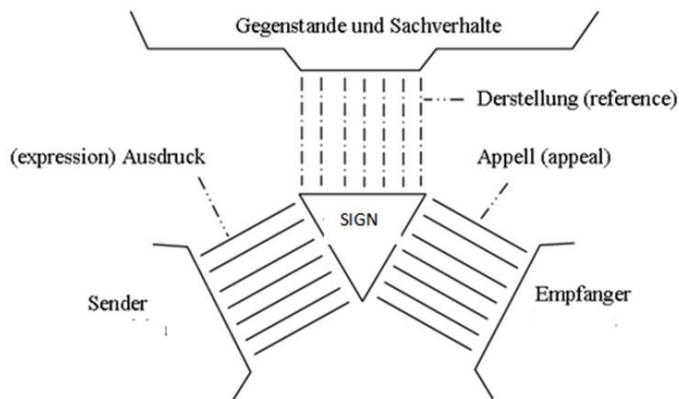 Gegenstande und Sachverhalte
Derstellung (reference)
(expression) Ausdruck
Appell (appeal)
SIGN
Sender
Empfanger